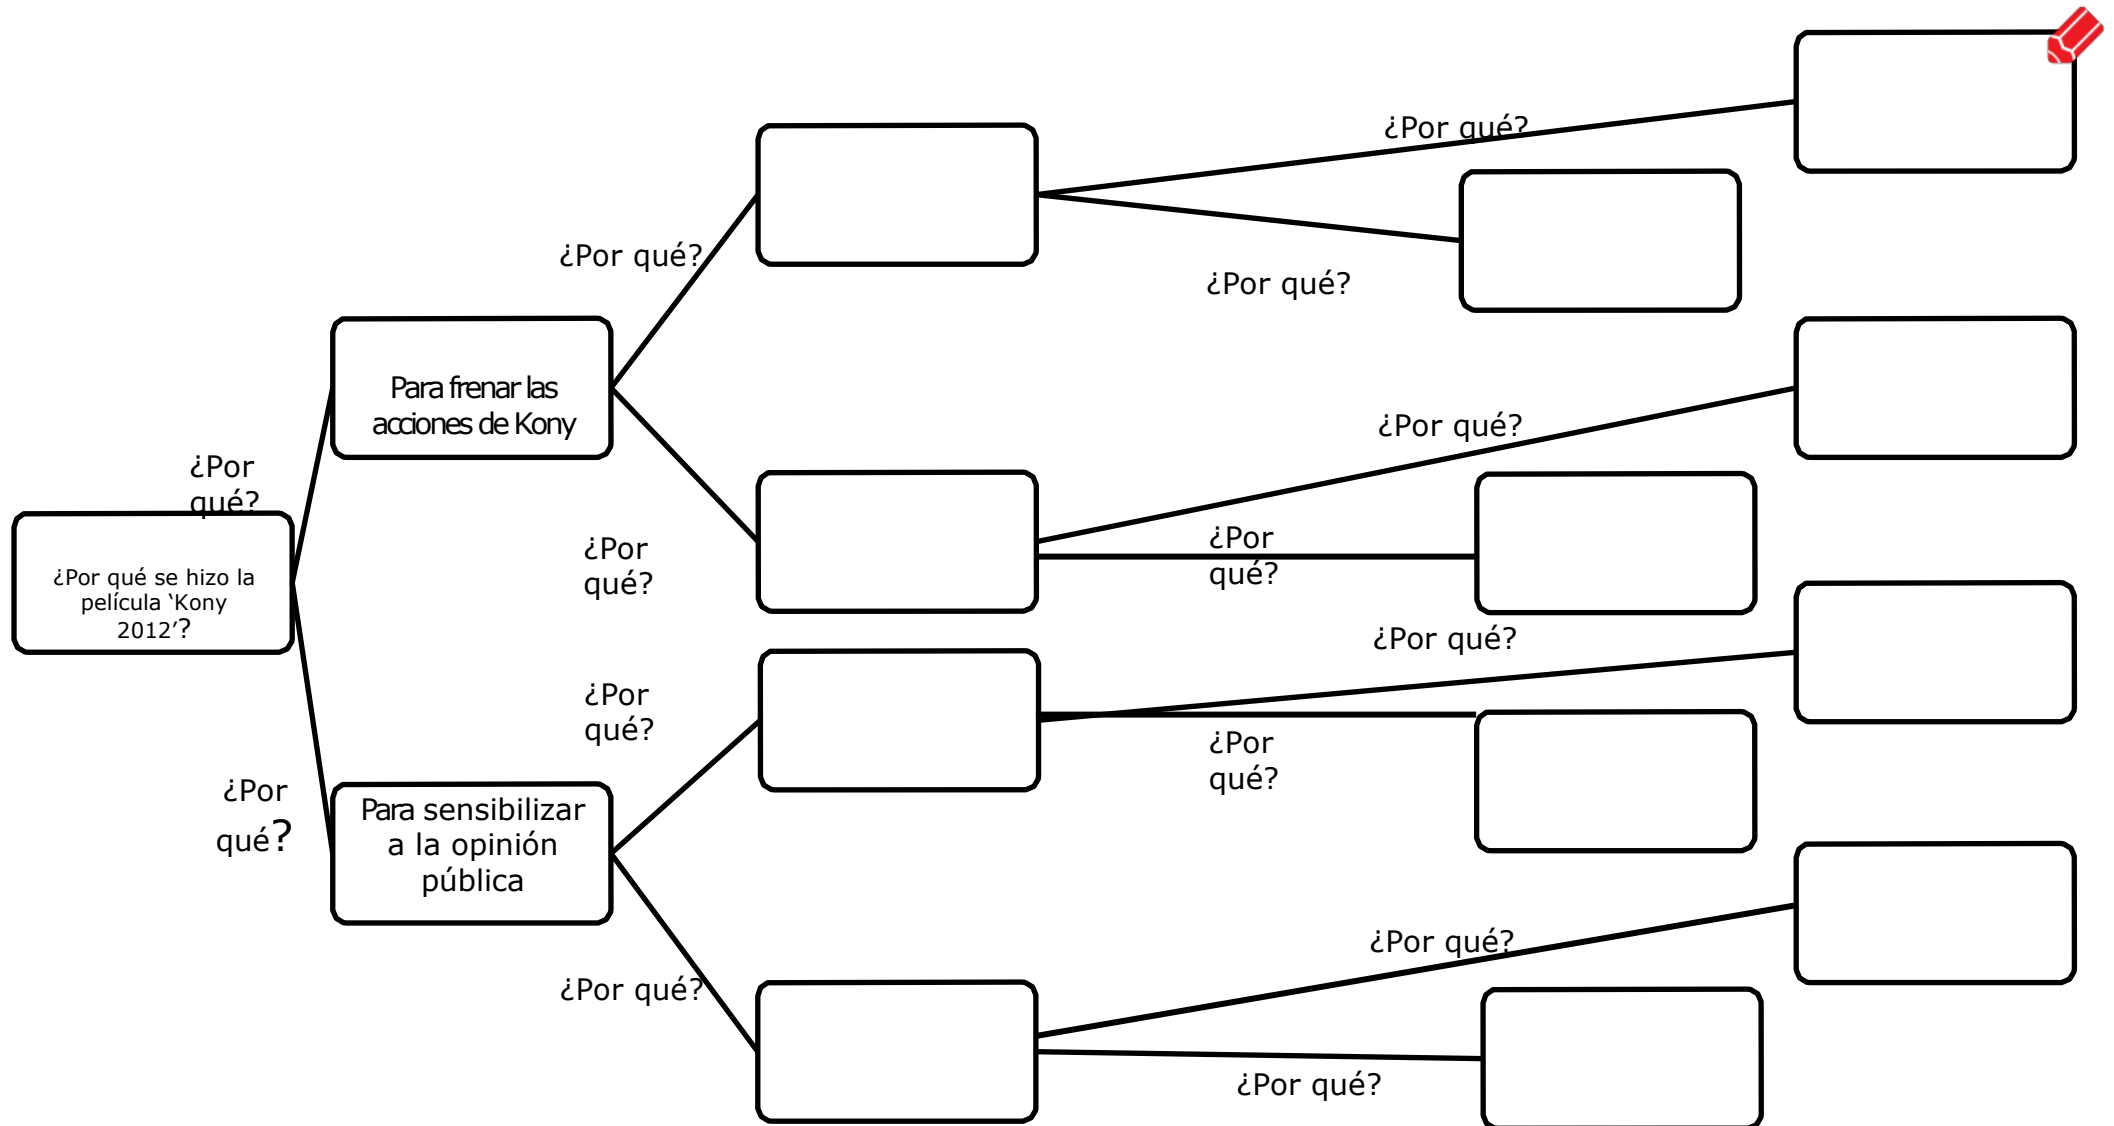 ¿Por qué?
¿Por qué?
¿Por qué?
Para frenar las
acciones de Kony
¿Por qué?
¿Por
qué?
¿Por
qué?
¿Por
qué?
¿Por qué se hizo la
película ‘Kony
2012’?
¿Por qué?
¿Por
qué?
¿Por
qué?
¿Por
qué?
Para sensibilizar
a la opinión
pública
¿Por qué?
¿Por qué?
¿Por qué?